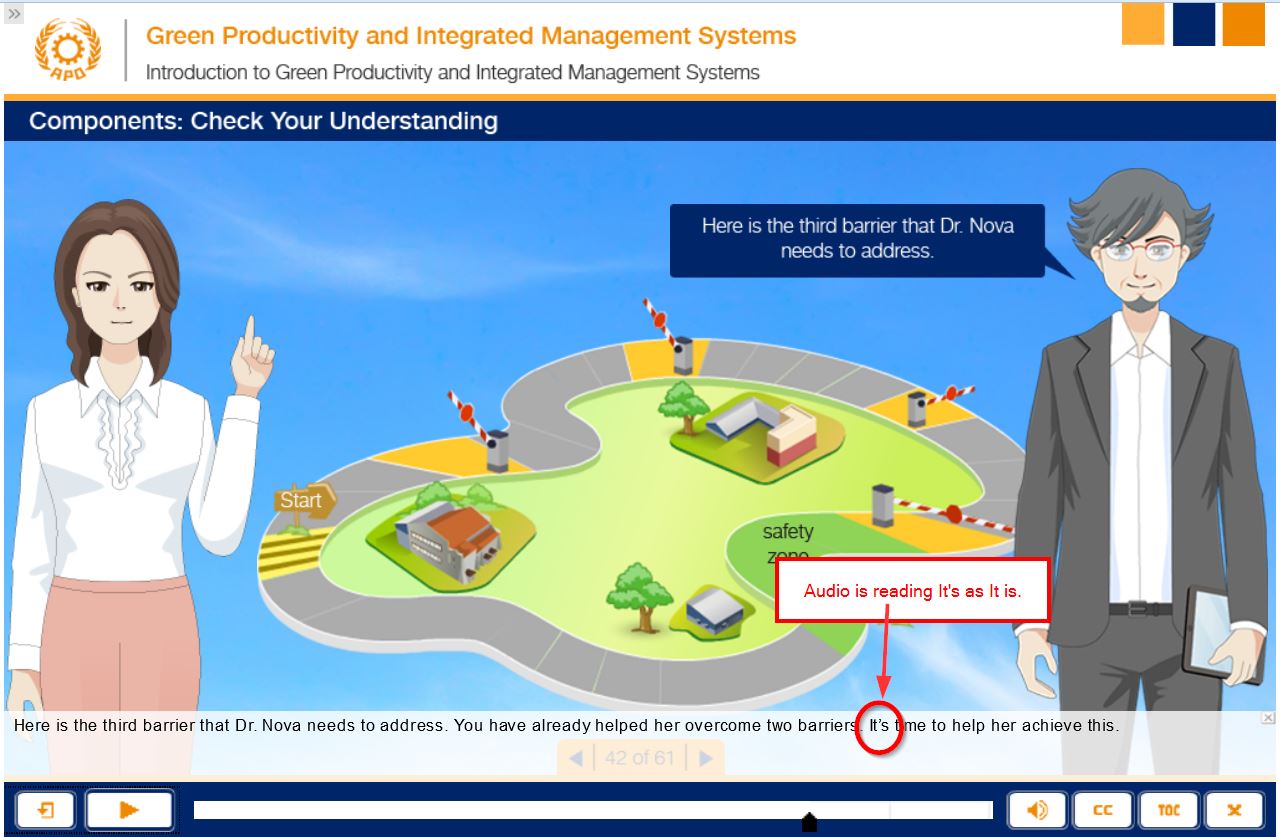 »
APO
Green Productivity and Integrated Management Systems
Introduction to Green Productivity and Integrated Management Systems
Components: Check Your Understanding
Here is the third barrier that Dr. Nova
needs to address.
Start
safety
zone
Audio is reading It's as It is.
Here is the third barrier that Dr. Nova needs to address. You have already helped her overcome two barriers. It’s time to help her achieve this.
42 of 61
CC
TOC